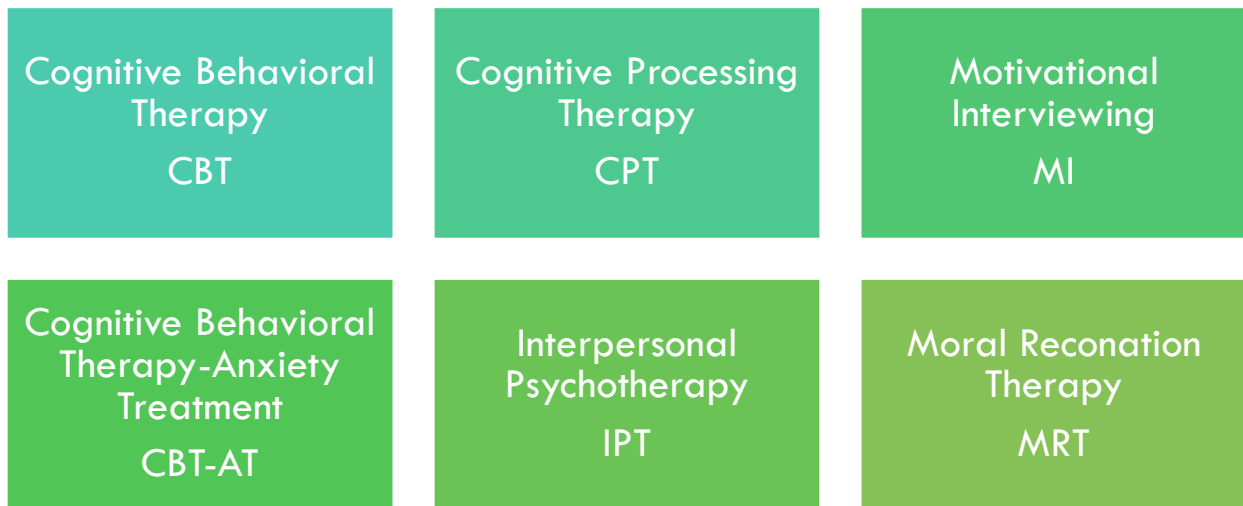 Cognitive Behavioral
Therapy
CBT
Cognitive Processing
Therapy
CPT
Motivational
Interviewing
MI
Cognitive Behavioral
Therapy-Anxiety
Treatment
CBT-AT
Interpersonal
Psychotherapy
IPT
Moral Reconation
Therapy
MRT